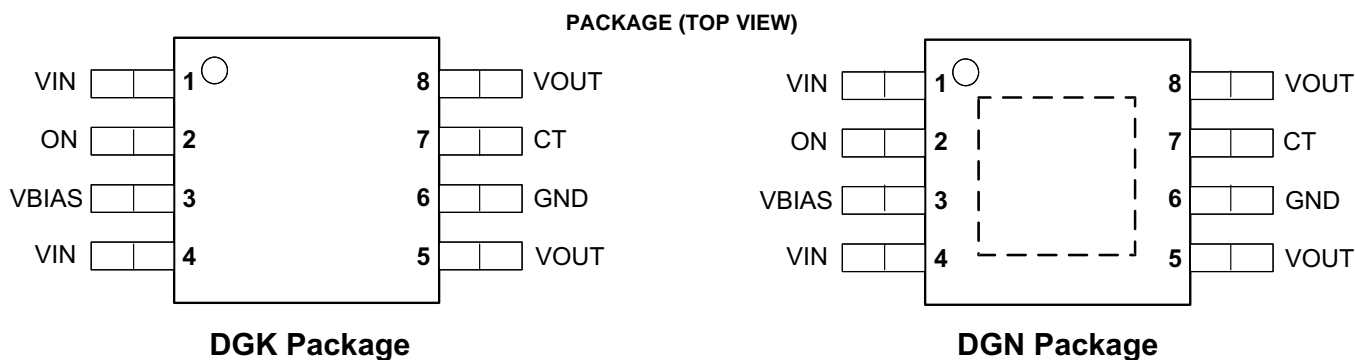 PACKAGE (TOP VIEW)
VIN 1 8 VOUT
ON 2 7 CT
VBIAS 3 6 GND
VIN 4 5 VOUT
DGK Package
VIN 1 8 VOUT
ON 2 7 CT
VBIAS 3 6 GND
VIN 4 5 VOUT
DGN Package